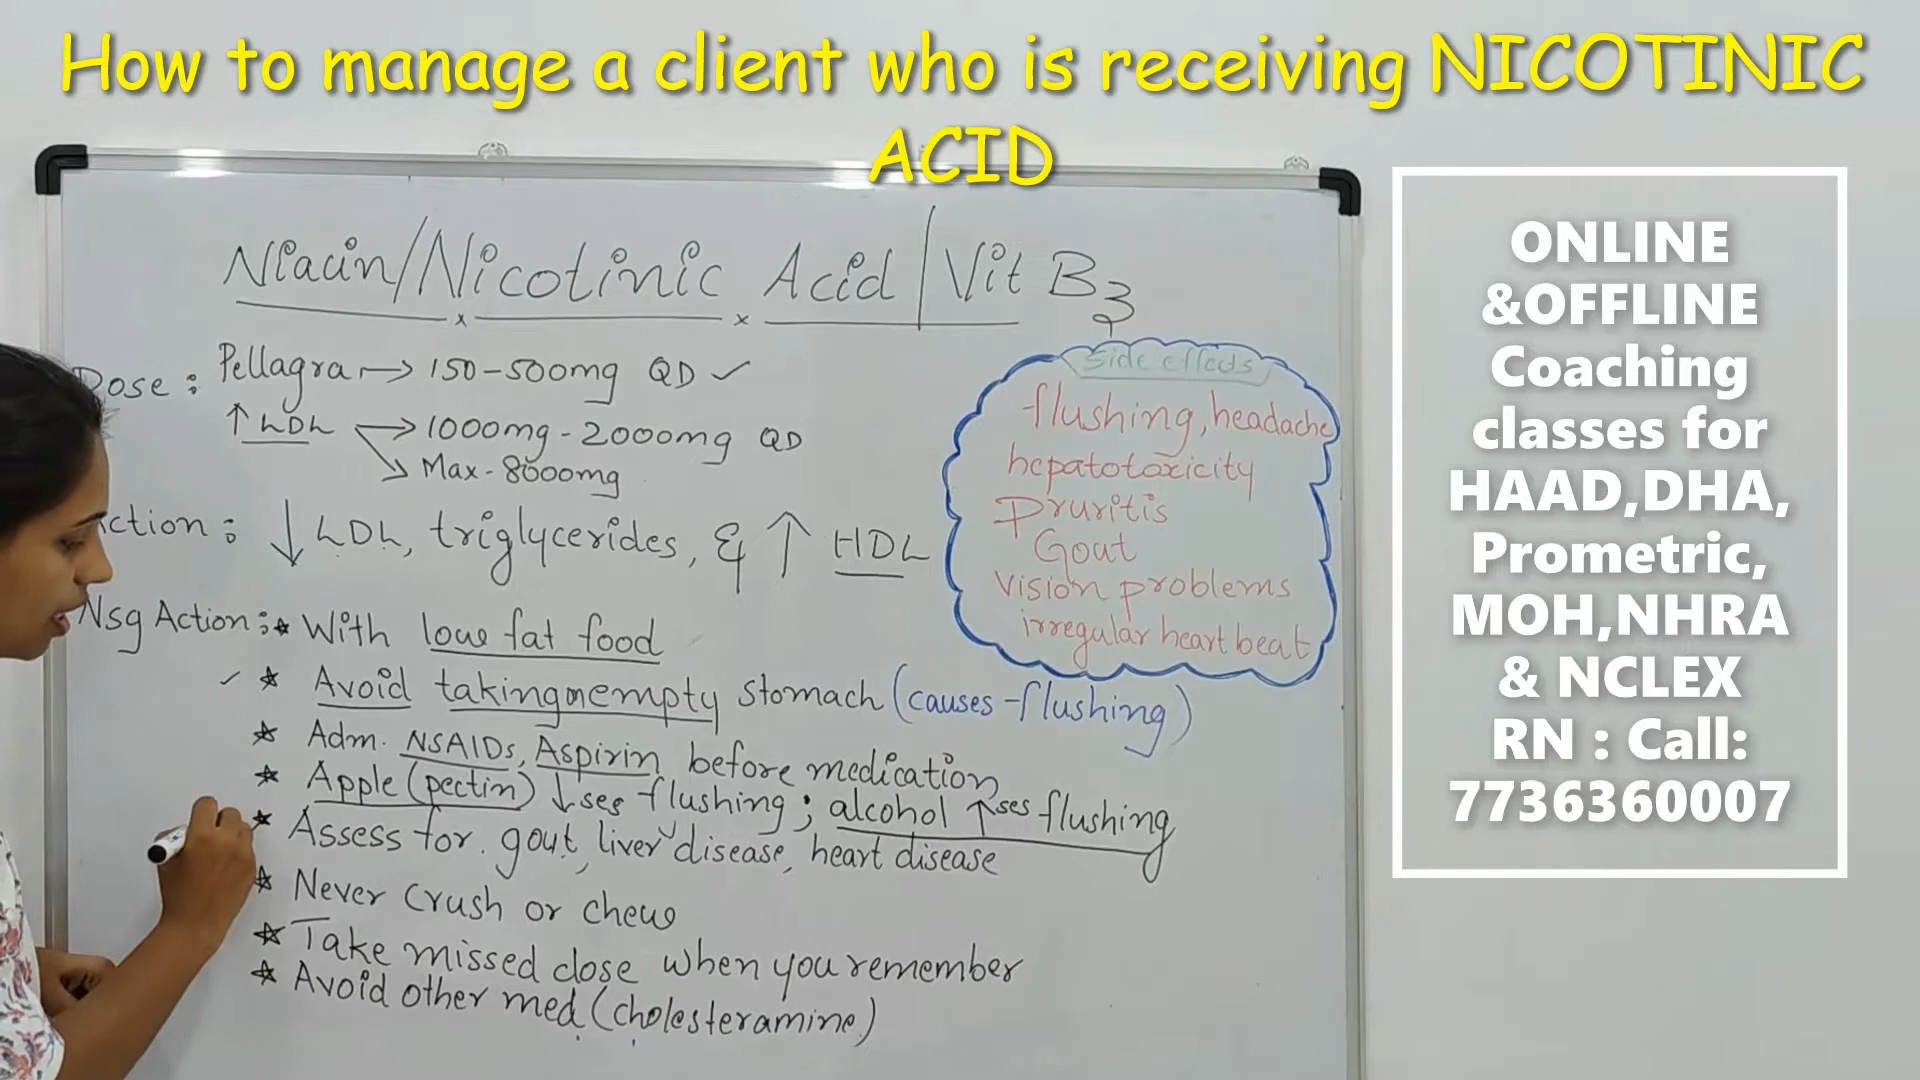 How to manage a client who is receiving NICOTINIC
ACID
Niacin/Nicotinic Acid/Vit B3
Dose: Pellagra → 150-500mg QD ✓
↑ LDL → 1000mg-2000mg QD
Max-8000mg
Action: ↓ LDL, triglycerides, & ↑ HDL
Nsg Action: * With low fat food
✓ * Avoid taking on empty stomach (causes-flushing)
* Adm. NSAIDs, Aspirin before medication
* Apple (pectin) ↓ses flushing; alcohol ↑ses flushing
* Assess for. gout, liver disease, heart disease
* Never crush or chew
* Take missed dose when you remember
* Avoid other med (cholesteramine)
Side effects
flushing, headache
hepatotoxicity
Pruritis
Gout
Vision problems
irregular heart beat
ONLINE
&OFFLINE
Coaching
classes for
HAAD,DHA,
Prometric,
MOH,NHRA
& NCLEX
RN : Call:
7736360007